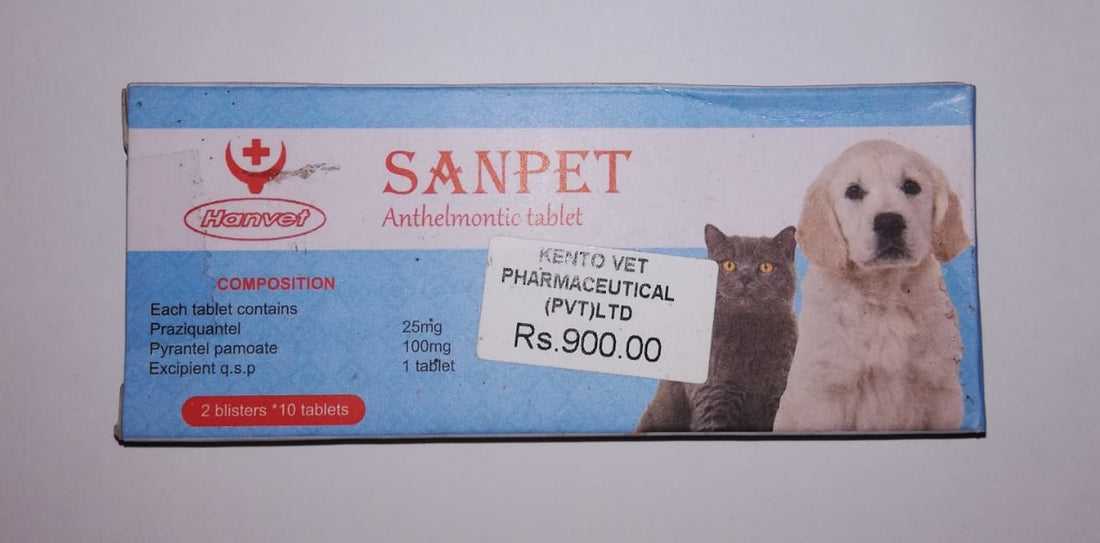 Hanvet
SANPET
Anthelmontic tablet
KENTO VET
PHARMACEUTICAL
(PVT)LTD
Rs.900.00
COMPOSITION
Each tablet contains
Praziquantel 25mg
Pyrantel pamoate 100mg
Excipient q.s.p 1 tablet
2 blisters *10 tablets